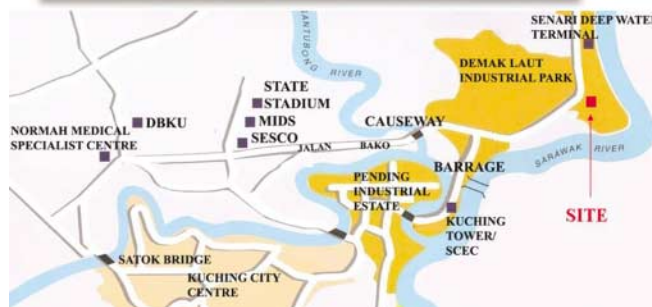 SENARI DEEP WATER
TERMINAL
DEMAK LAUT
INDUSTRIAL PARK
RIVER
STATE
STADIUM
MIDS
SESCO
DBKU
NORMAH MEDICAL
SPECIALIST CENTRE
CAUSEWAY
JALAN BAKO
BARRAGE
SARAWAK RIVER
PENDING
INDUSTRIAL
ESTATE
SITE
KUCHING
TOWER/
SCEC
SATOK BRIDGE
KUCHING CITY
CENTRE